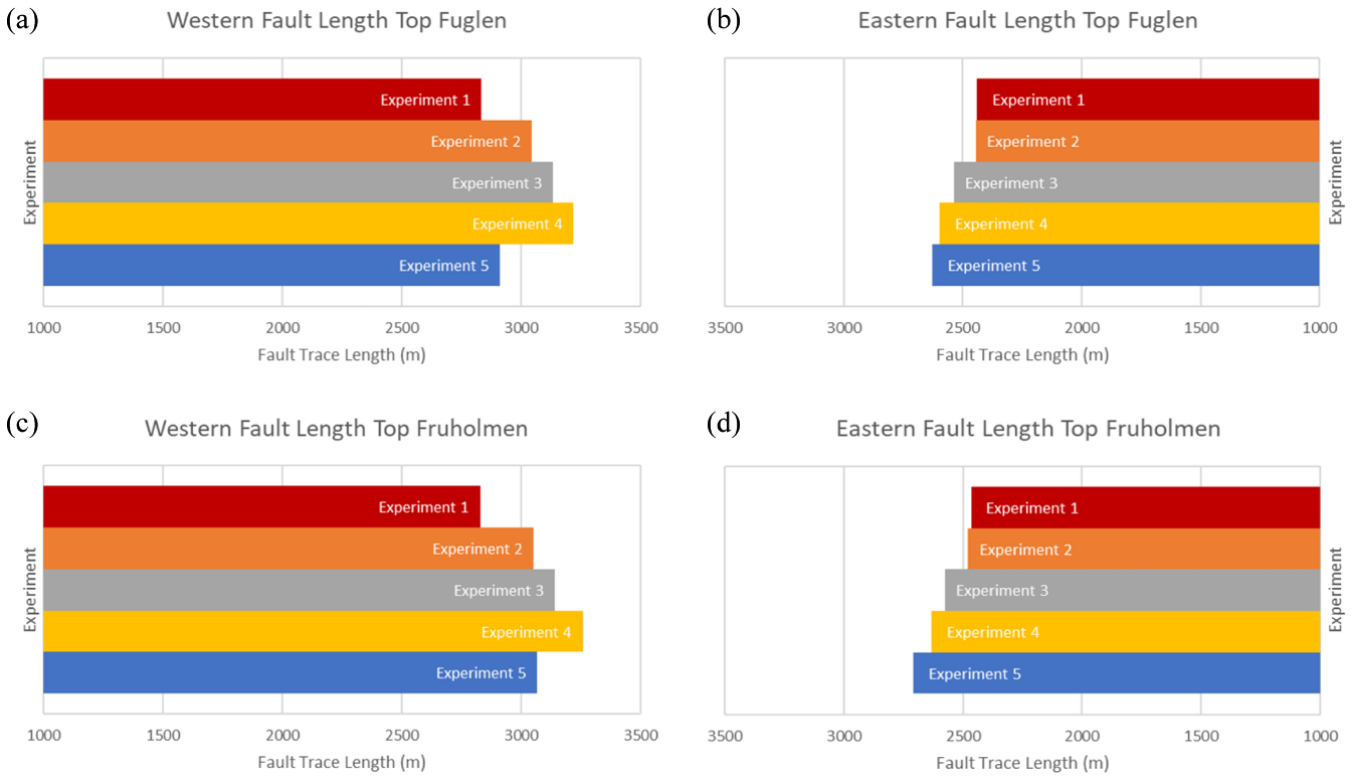 (a)
Western Fault Length Top Fuglen
Experiment
Experiment 1
Experiment 2
Experiment 3
Experiment 4
Experiment 5
1000 1500 2000 2500 3000 3500
Fault Trace Length (m)
(b)
Eastern Fault Length Top Fuglen
Experiment 1
Experiment 2
Experiment 3
Experiment 4
Experiment 5
Experiment
3500 3000 2500 2000 1500 1000
Fault Trace Length (m)
(c)
Western Fault Length Top Fruholmen
Experiment
Experiment 1
Experiment 2
Experiment 3
Experiment 4
Experiment 5
1000 1500 2000 2500 3000 3500
Fault Trace Length (m)
(d)
Eastern Fault Length Top Fruholmen
Experiment 1
Experiment 2
Experiment 3
Experiment 4
Experiment 5
Experiment
3500 3000 2500 2000 1500 1000
Fault Trace Length (m)